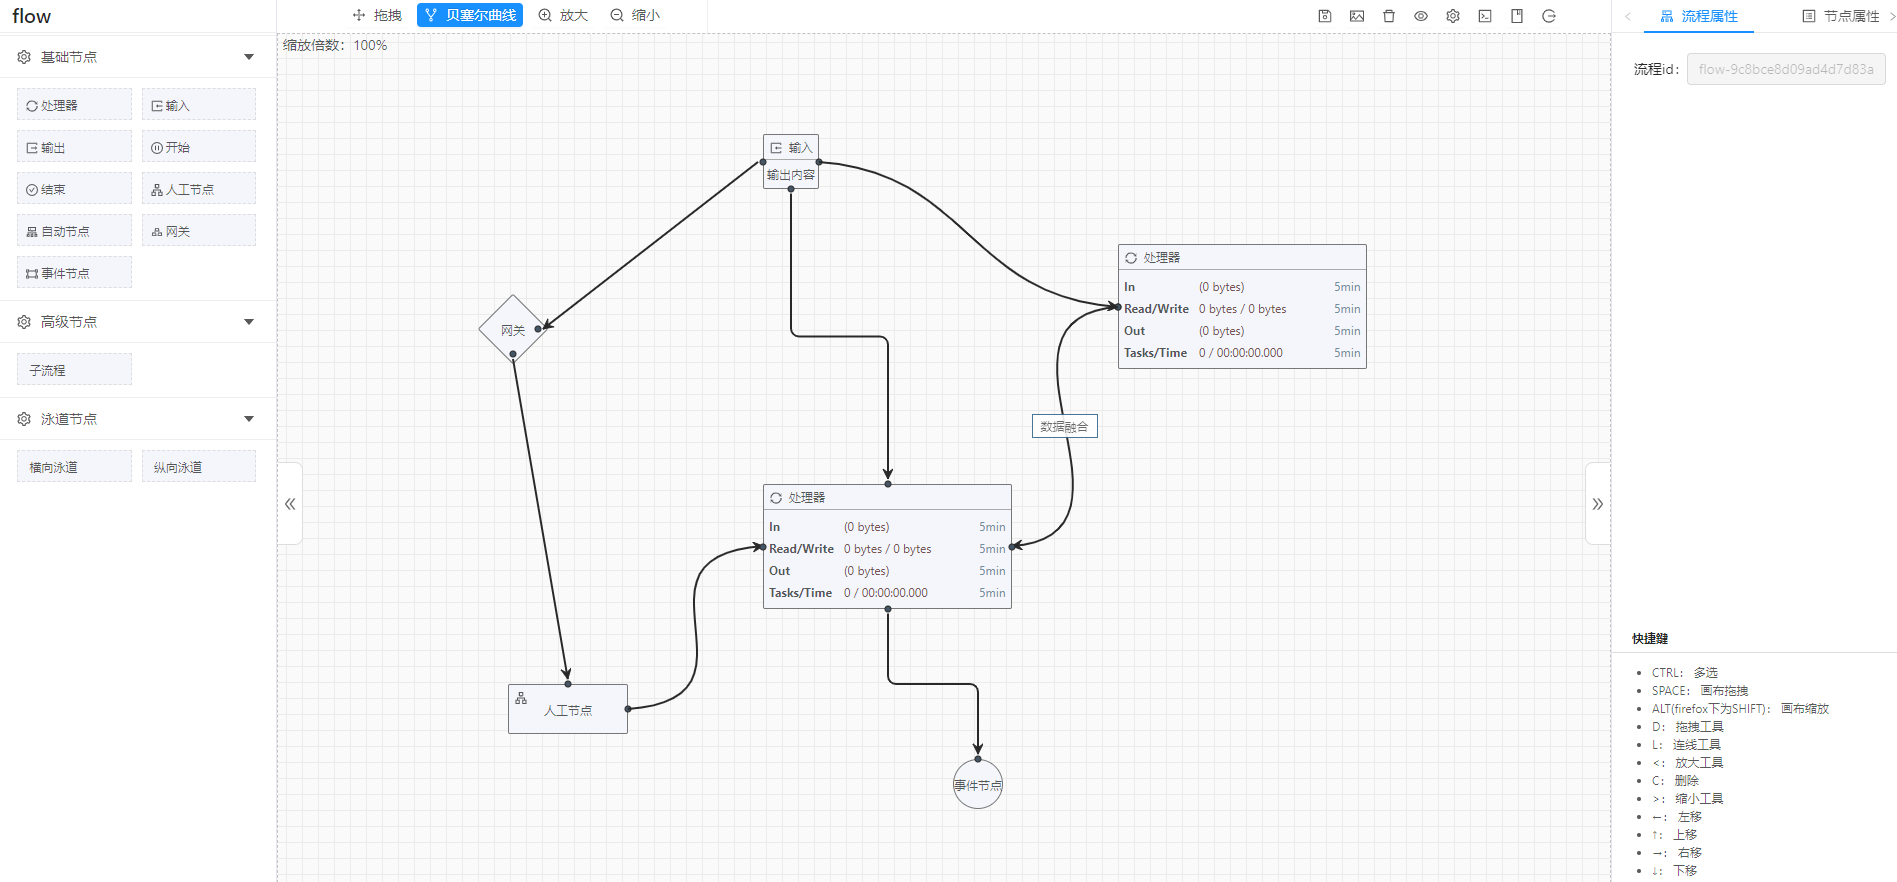 flow
拖拽
贝塞尔曲线
放大
缩小
流程属性
节点属性
基础节点
处理器
输入
输出
开始
结束
人工节点
自动节点
网关
事件节点
高级节点
子流程
泳道节点
横向泳道
纵向泳道
缩放倍数：100%
输入
输出内容
处理器
In (0 bytes) 5min
Read/Write 0 bytes / 0 bytes 5min
Out (0 bytes) 5min
Tasks/Time 0 / 00:00:00.000 5min
网关
数据融合
处理器
In (0 bytes) 5min
Read/Write 0 bytes / 0 bytes 5min
Out (0 bytes) 5min
Tasks/Time 0 / 00:00:00.000 5min
人工节点
事件节点
流程id： flow-9c8bce8d09ad4d7d83a
快捷键
CTRL： 多选
SPACE： 画布拖拽
ALT(firefox下为SHIFT)： 画布缩放
D： 拖拽工具
L： 连线工具
<： 放大工具
C： 删除
>： 缩小工具
←： 左移
↑： 上移
→： 右移
↓： 下移